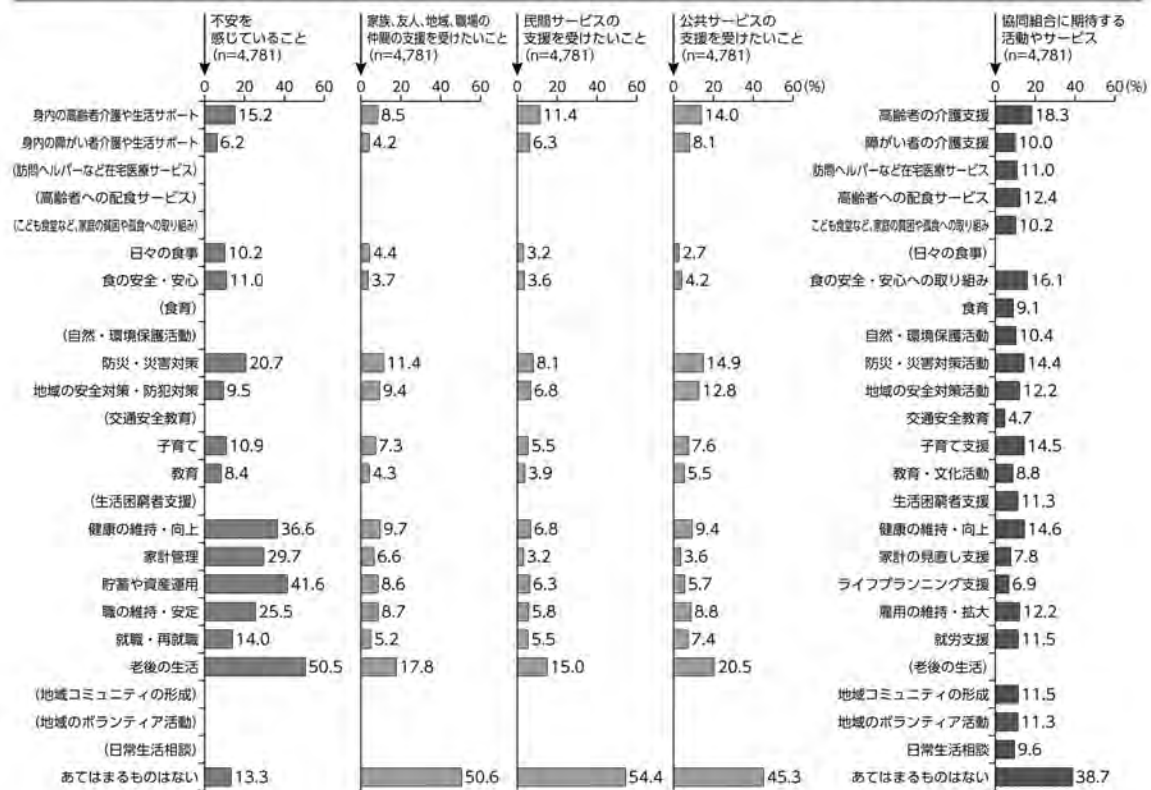 不安を
感じていること
(n=4,781)
家族、友人、地域、職場の
仲間の支援を受けたいこと
(n=4,781)
民間サービスの
支援を受けたいこと
(n=4,781)
公共サービスの
支援を受けたいこと
(n=4,781)
協同組合に期待する
活動やサービス
(n=4,781)
0 20 40 60 0 20 40 60 0 20 40 60 0 20 40 60(%) 0 20 40 60(%)
身内の高齢者介護や生活サポート 15.2 8.5 11.4 14.0 高齢者の介護支援 18.3
身内の障がい者介護や生活サポート 6.2 4.2 6.3 8.1 障がい者の介護支援 10.0
(訪問ヘルパーなど在宅医療サービス) 訪問ヘルパーなど在宅医療サービス 11.0
(高齢者への配食サービス) 高齢者への配食サービス 12.4
(こども食堂など、家庭の貧困や孤食への取り組み) こども食堂など、家庭の貧困や孤食への取り組み 10.2
日々の食事 10.2 4.4 3.2 2.7 (日々の食事)
食の安全・安心 11.0 3.7 3.6 4.2 食の安全・安心への取り組み 16.1
(食育) 食育 9.1
(自然・環境保護活動) 自然・環境保護活動 10.4
防災・災害対策 20.7 11.4 8.1 14.9 防災・災害対策活動 14.4
地域の安全対策・防犯対策 9.5 9.4 6.8 12.8 地域の安全対策活動 12.2
(交通安全教育) 交通安全教育 4.7
子育て 10.9 7.3 5.5 7.6 子育て支援 14.5
教育 8.4 4.3 3.9 5.5 教育・文化活動 8.8
(生活困窮者支援) 生活困窮者支援 11.3
健康の維持・向上 36.6 9.7 6.8 9.4 健康の維持・向上 14.6
家計管理 29.7 6.6 3.2 3.6 家計の見直し支援 7.8
貯蓄や資産運用 41.6 8.6 6.3 5.7 ライフプランニング支援 6.9
職の維持・安定 25.5 8.7 5.8 8.8 雇用の維持・拡大 12.2
就職・再就職 14.0 5.2 5.5 7.4 就労支援 11.5
老後の生活 50.5 17.8 15.0 20.5 (老後の生活)
(地域コミュニティの形成) 地域コミュニティの形成 11.5
(地域のボランティア活動) 地域のボランティア活動 11.3
(日常生活相談) 日常生活相談 9.6
あてはまるものはない 13.3 50.6 54.4 45.3 あてはまるものはない 38.7